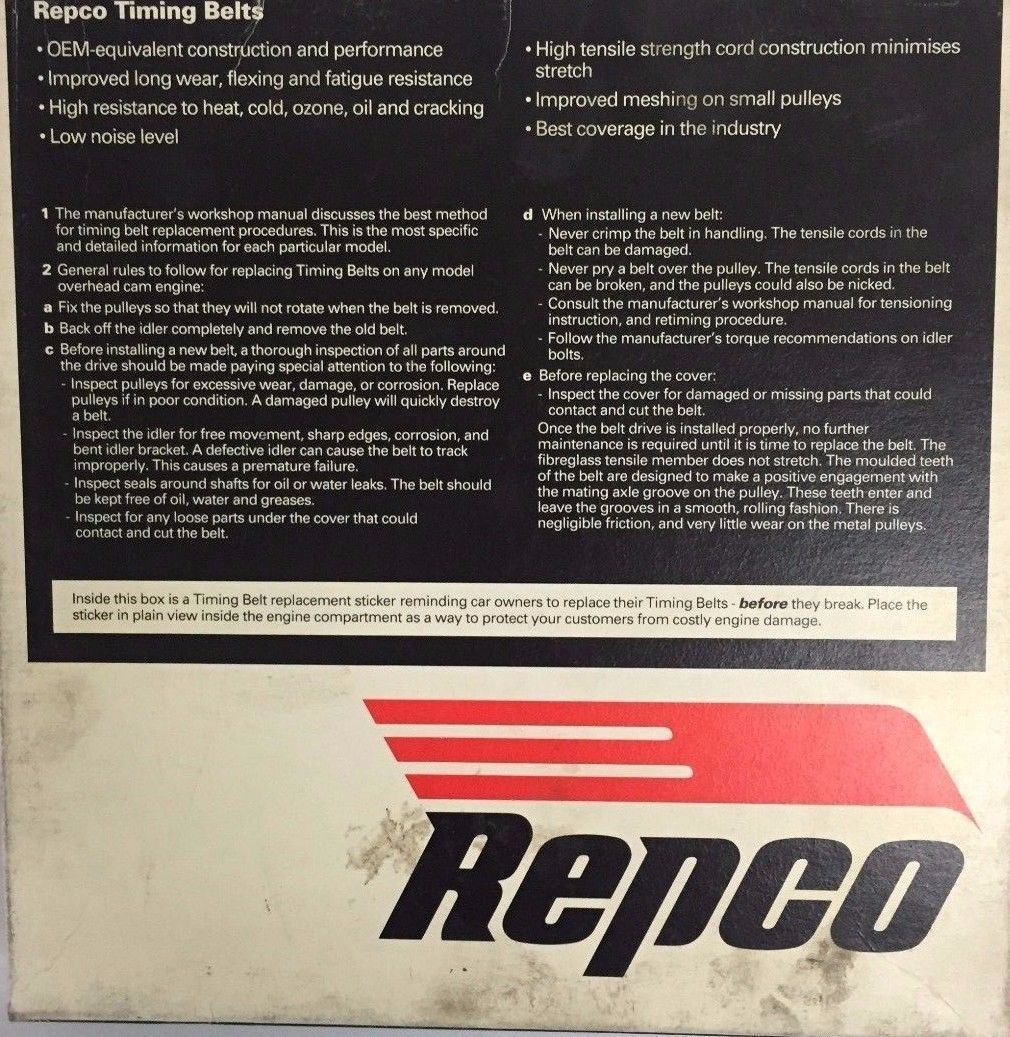 Repco Timing Belts
• OEM-equivalent construction and performance
• Improved long wear, flexing and fatigue resistance
• High resistance to heat, cold, ozone, oil and cracking
• Low noise level
• High tensile strength cord construction minimises
stretch
• Improved meshing on small pulleys
• Best coverage in the industry
1 The manufacturer's workshop manual discusses the best method
for timing belt replacement procedures. This is the most specific
and detailed information for each particular model.
2 General rules to follow for replacing Timing Belts on any model
overhead cam engine:
a Fix the pulleys so that they will not rotate when the belt is removed.
b Back off the idler completely and remove the old belt.
c Before installing a new belt, a thorough inspection of all parts around
the drive should be made paying special attention to the following:
- Inspect pulleys for excessive wear, damage, or corrosion. Replace
pulleys if in poor condition. A damaged pulley will quickly destroy
a belt.
- Inspect the idler for free movement, sharp edges, corrosion, and
bent idler bracket. A defective idler can cause the belt to track
improperly. This causes a premature failure.
- Inspect seals around shafts for oil or water leaks. The belt should
be kept free of oil, water and greases.
- Inspect for any loose parts under the cover that could
contact and cut the belt.
d When installing a new belt:
- Never crimp the belt in handling. The tensile cords in the
belt can be damaged.
- Never pry a belt over the pulley. The tensile cords in the belt
can be broken, and the pulleys could also be nicked.
- Consult the manufacturer's workshop manual for tensioning
instruction, and retiming procedure.
- Follow the manufacturer's torque recommendations on idler
bolts.
e Before replacing the cover:
- Inspect the cover for damaged or missing parts that could
contact and cut the belt.
Once the belt drive is installed properly, no further
maintenance is required until it is time to replace the belt. The
fibreglass tensile member does not stretch. The moulded teeth
of the belt are designed to make a positive engagement with
the mating axle groove on the pulley. These teeth enter and
leave the grooves in a smooth, rolling fashion. There is
negligible friction, and very little wear on the metal pulleys.
Inside this box is a Timing Belt replacement sticker reminding car owners to replace their Timing Belts - before they break. Place the
sticker in plain view inside the engine compartment as a way to protect your customers from costly engine damage.
Repco